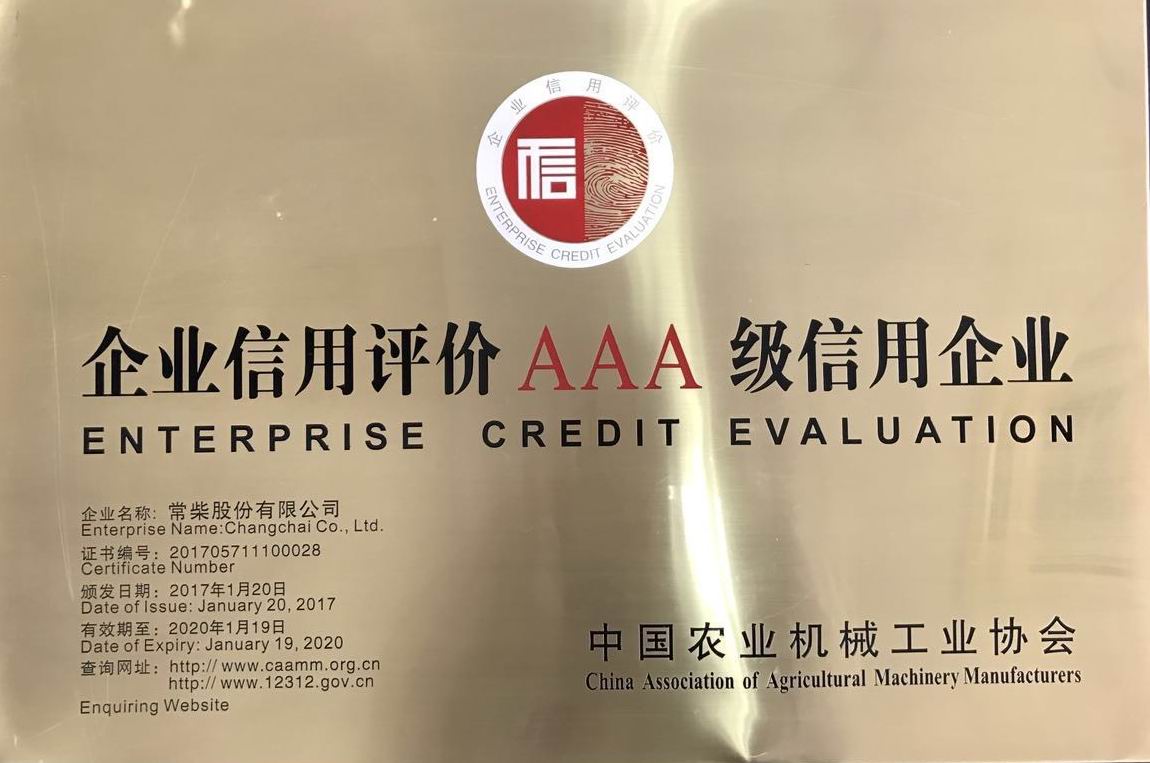 企业信用评价
信
ENTERPRISE CREDIT EVALUATION
企业信用评价AAA级信用企业
ENTERPRISE CREDIT EVALUATION
企业名称: 常柴股份有限公司
Enterprise Name:Changchai Co., Ltd.
证书编号: 201705711100028
Certificate Number
颁发日期: 2017年1月20日
Date of Issue: January 20, 2017
有效期至: 2020年1月19日
Date of Expiry: January 19, 2020
查询网址: http://www.caamm.org.cn
http://www.12312.gov.cn
Enquiring Website
中国农业机械工业协会
China Association of Agricultural Machinery Manufacturers